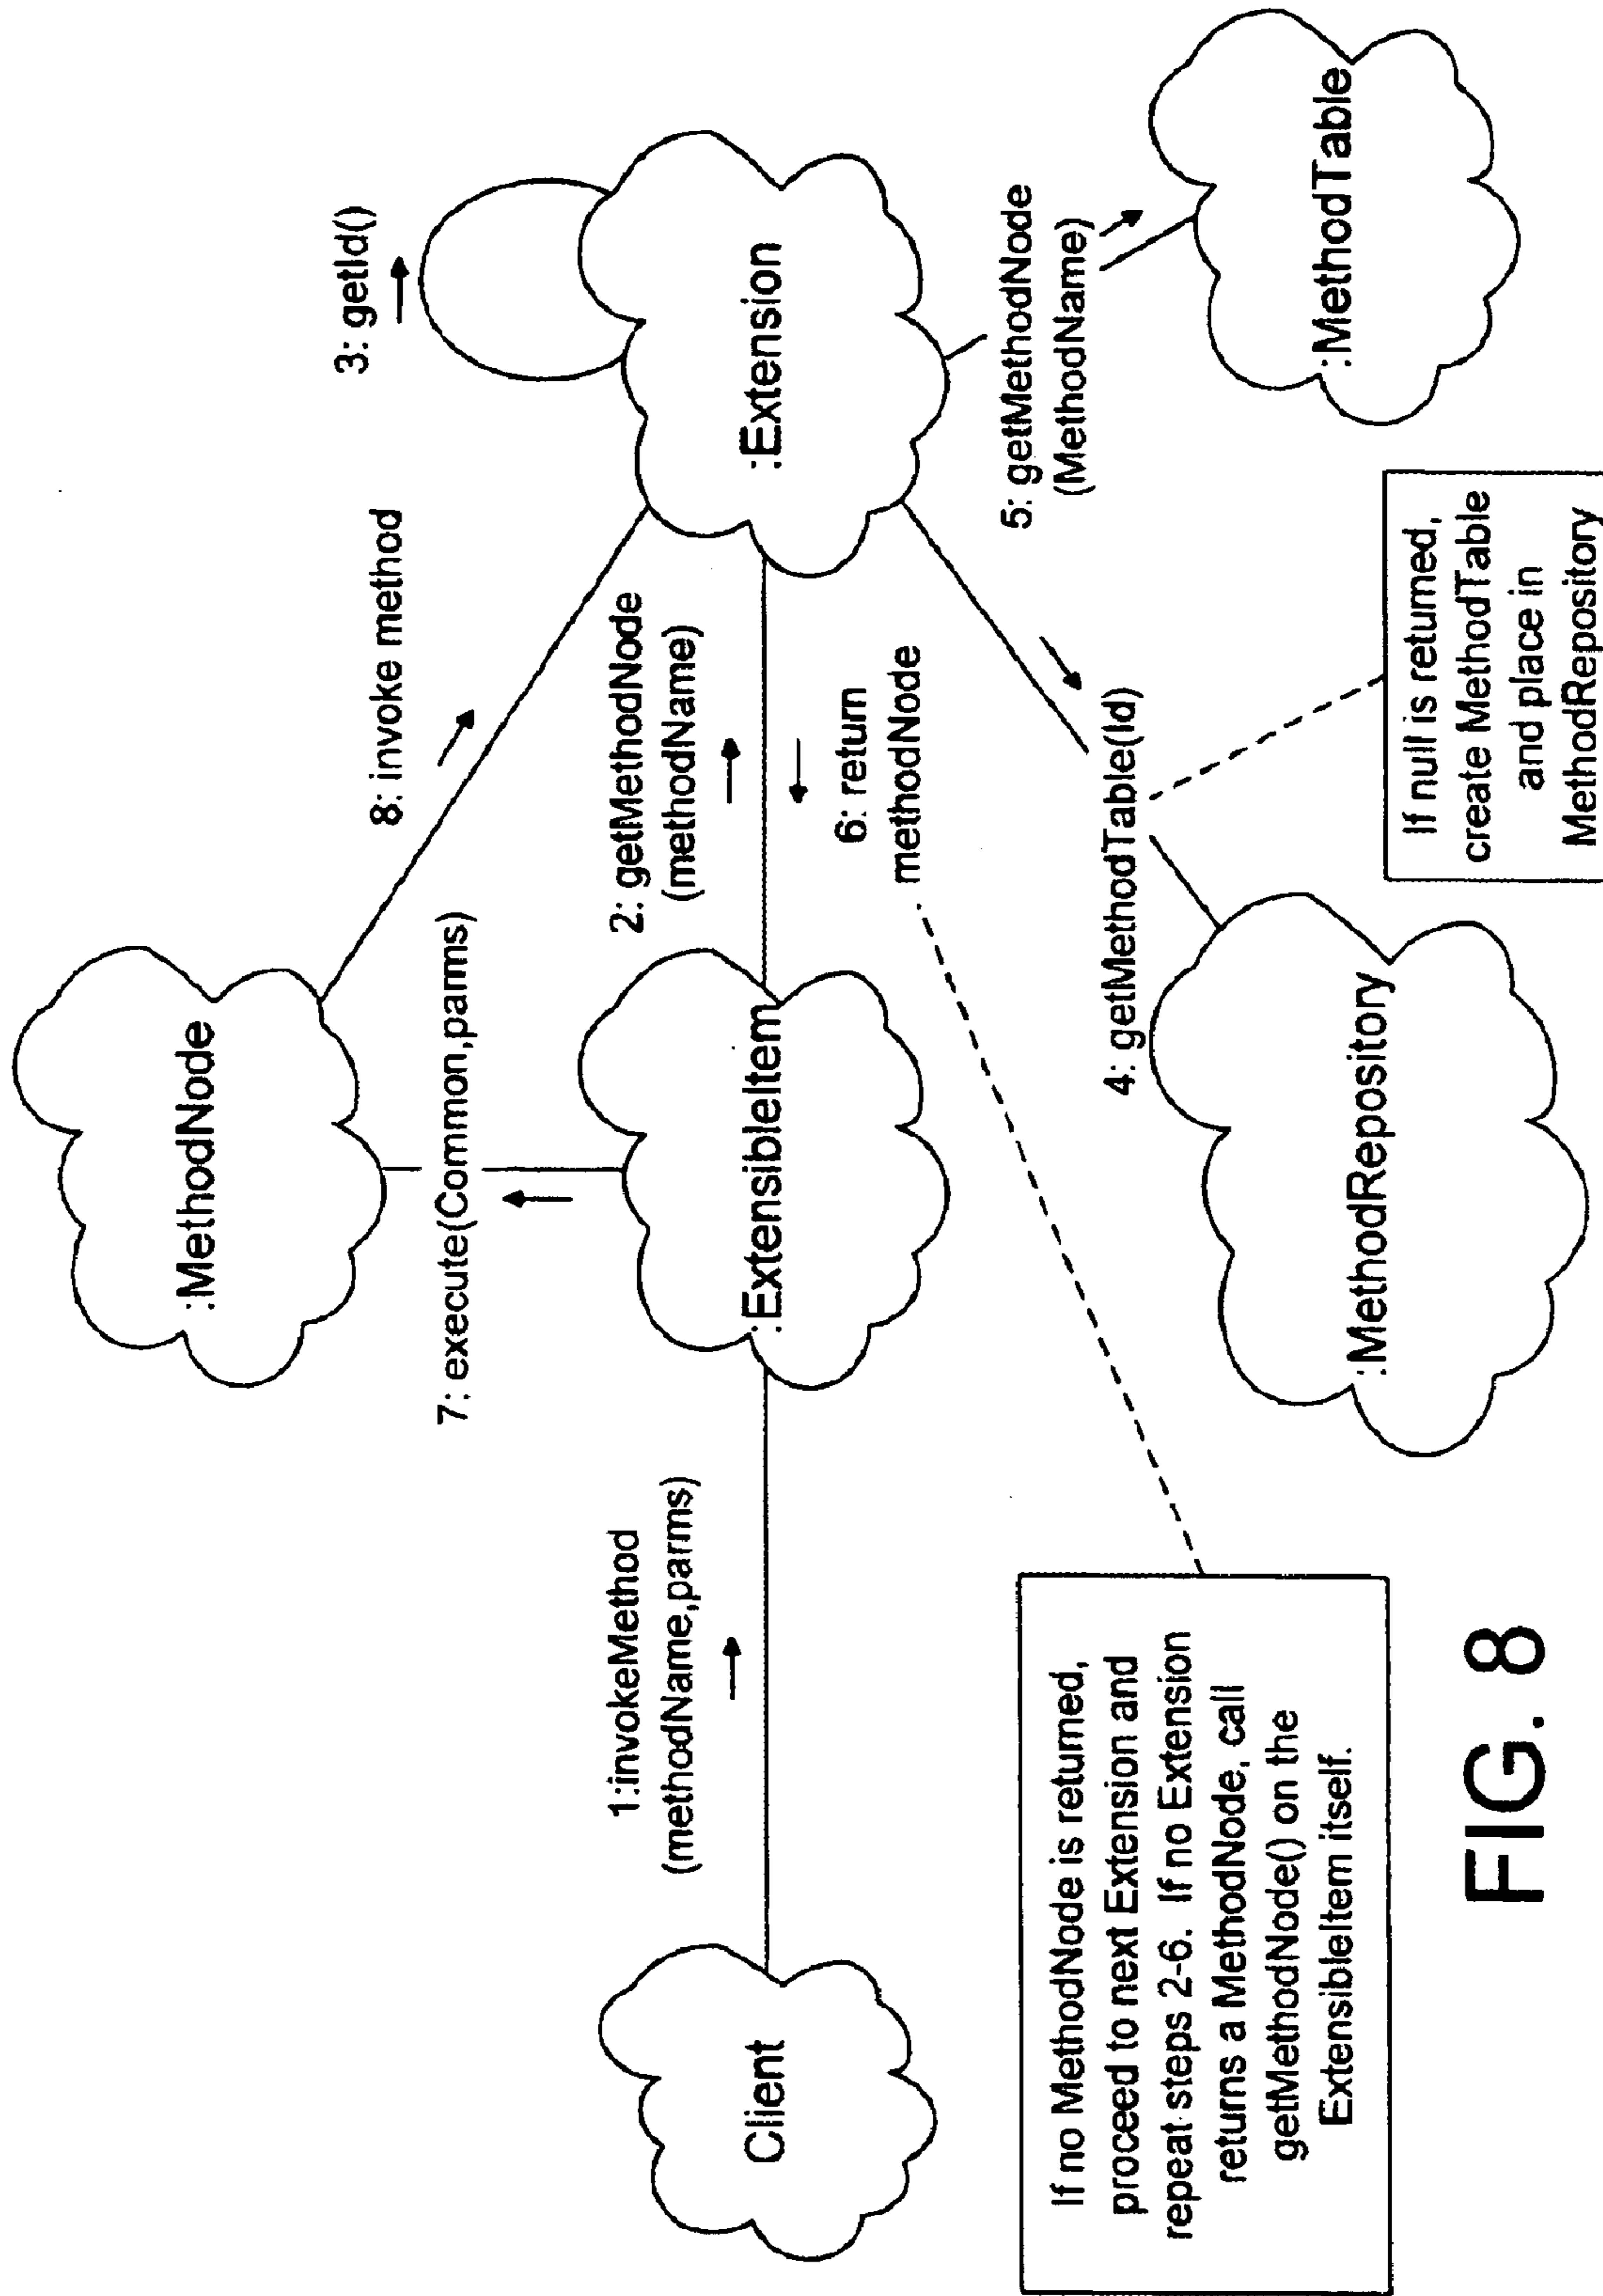 :MethodNode
8: invoke method
3: getId()
7: execute(Common,parms)
1:invokeMethod
(methodName,parms)
2: getMethodNode
(methodName)
Client
:ExtensibleItem
:Extension
6: return
methodNode
5: getMethodNode
(MethodName)
4: getMethodTable(Id)
:MethodRepository
:MethodTable
If no MethodNode is returned,
proceed to next Extension and
repeat steps 2-6. If no Extension
returns a MethodNode, call
getMethodNode() on the
ExtensibleItem itself.
If null is returned,
create MethodTable
and place in
MethodRepository
FIG. 8